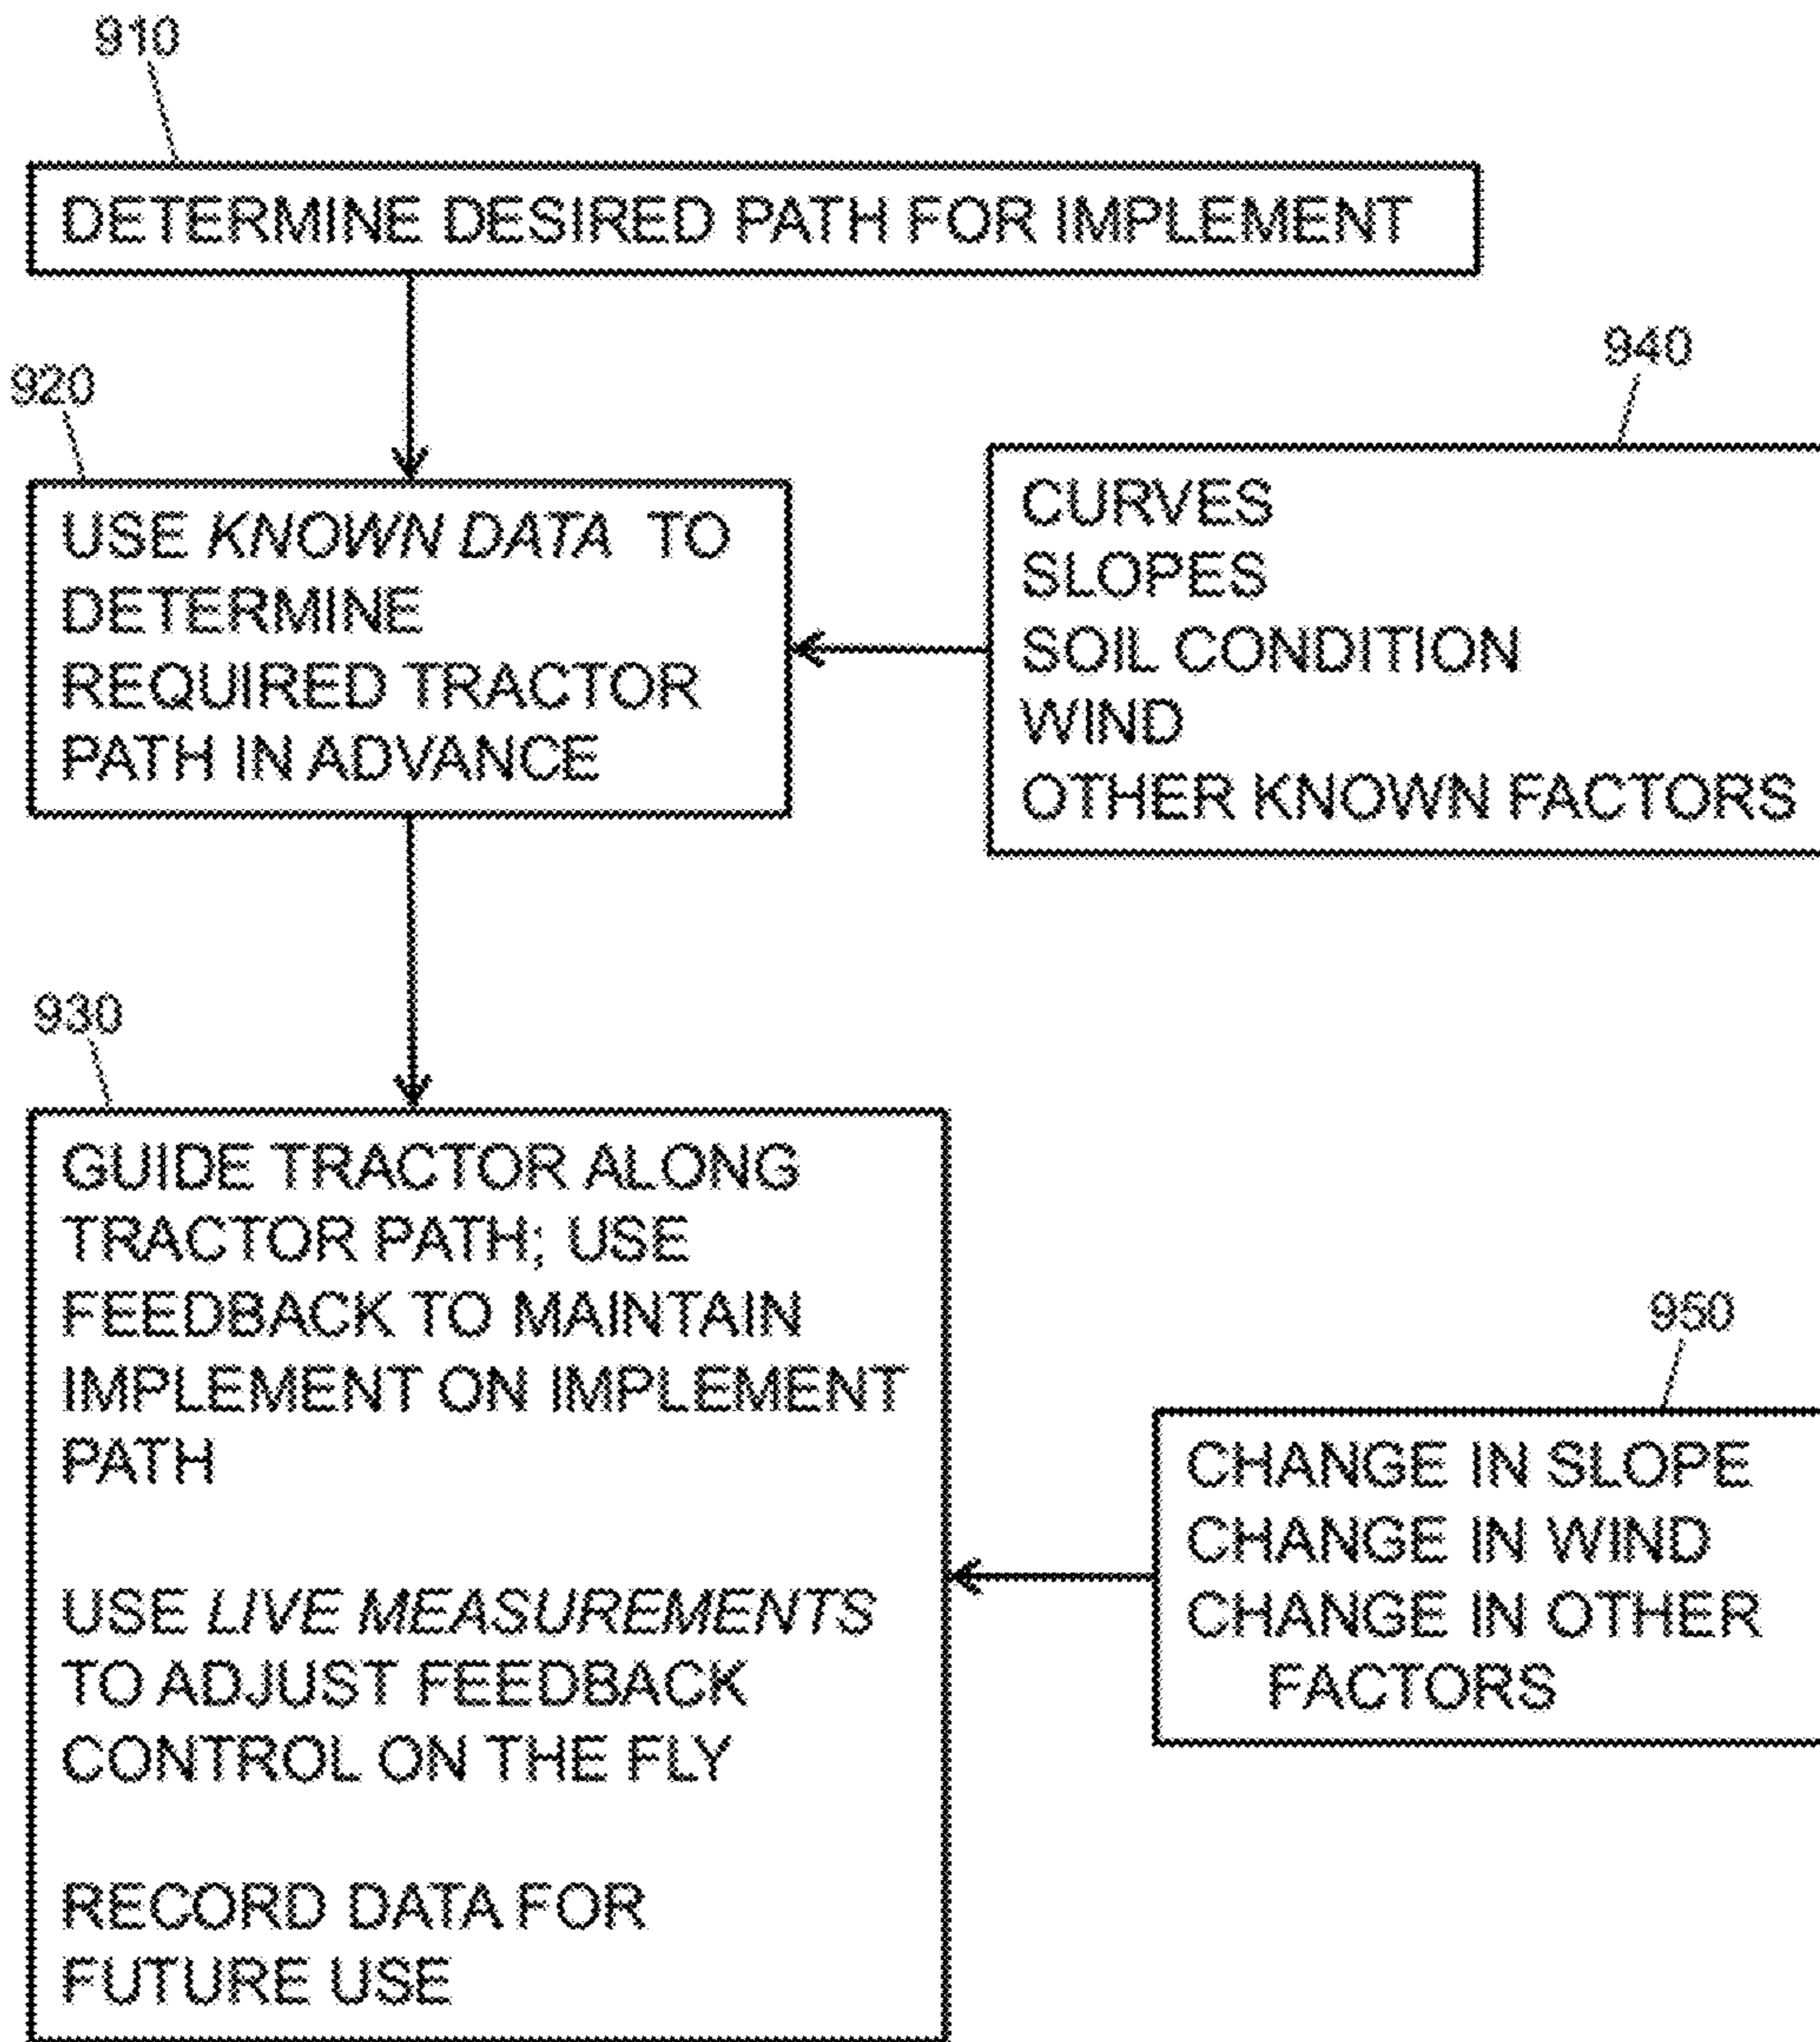 910
DETERMINE DESIRED PATH FOR IMPLEMENT
920
USE KNOWN DATA TO
DETERMINE
REQUIRED TRACTOR
PATH IN ADVANCE
940
CURVES
SLOPES
SOIL CONDITION
WIND
OTHER KNOWN FACTORS
930
GUIDE TRACTOR ALONG
TRACTOR PATH; USE
FEEDBACK TO MAINTAIN
IMPLEMENT ON IMPLEMENT
PATH
USE LIVE MEASUREMENTS
TO ADJUST FEEDBACK
CONTROL ON THE FLY
RECORD DATA FOR
FUTURE USE
950
CHANGE IN SLOPE
CHANGE IN WIND
CHANGE IN OTHER
FACTORS